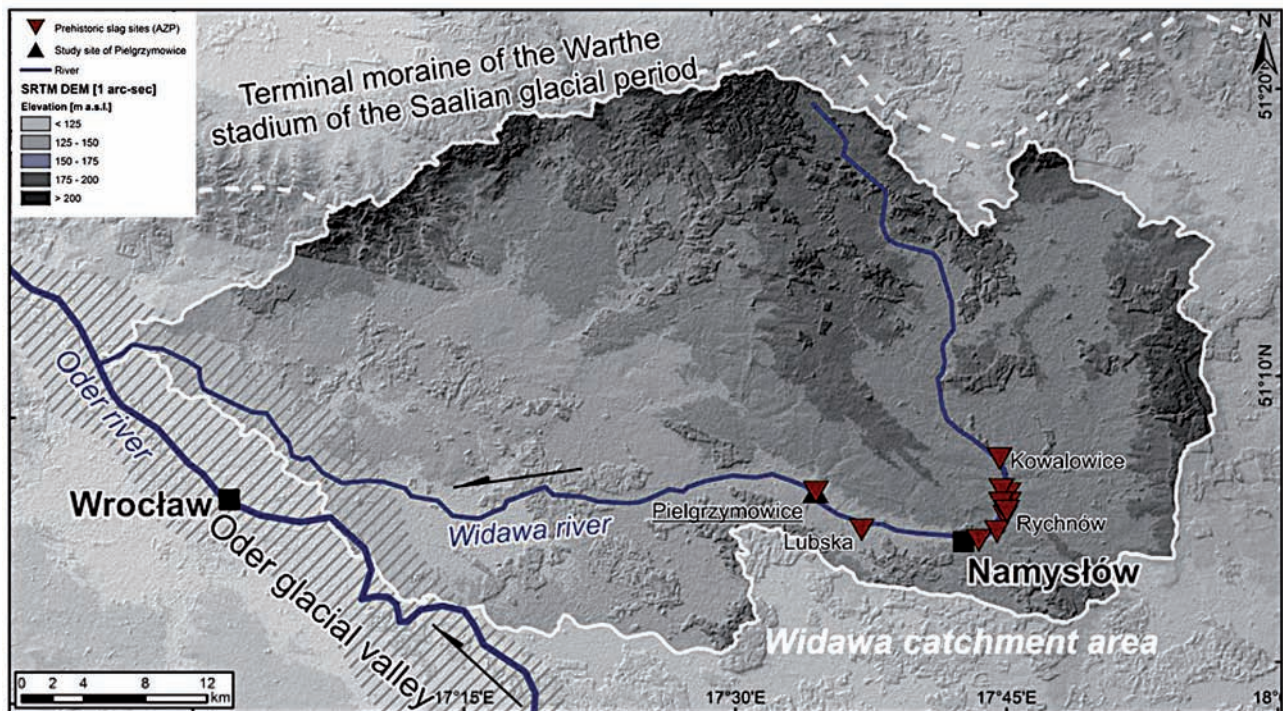 Prehistoric slag sites (AZP)
Study site of Pielgrzymowice
River
SRTM DEM [1 arc-sec]
Elevation [m a.s.l.]
< 125
125 - 150
150 - 175
175 - 200
> 200
Terminal moraine of the Warthe
stadium of the Saalian glacial period
N
51°20'
51°10'N
Oder river
Kowalowice
Wrocław
Pielgrzymowice
Rychnów
Widawa river
Lubska
Namysłów
Oder glacial valley
Widawa catchment area
0 2 4 8 12
km
17°15'E
17°30'E
17°45'E
18°